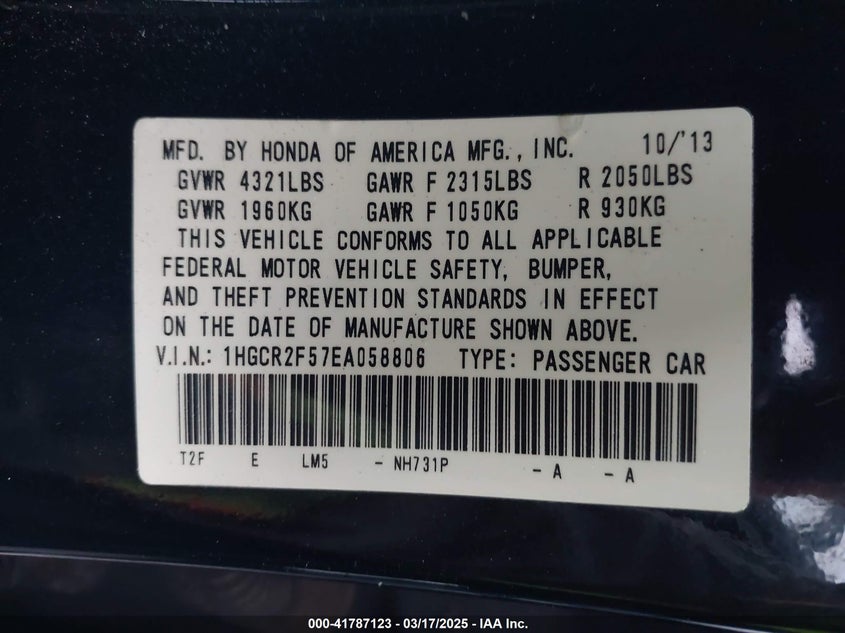 MFD. BY HONDA OF AMERICA MFG., INC. 10/'13
GVWR 4321LBS GAWR F 2315LBS R 2050LBS
GVWR 1960KG GAWR F 1050KG R 930KG
THIS VEHICLE CONFORMS TO ALL APPLICABLE
FEDERAL MOTOR VEHICLE SAFETY, BUMPER,
AND THEFT PREVENTION STANDARDS IN EFFECT
ON THE DATE OF MANUFACTURE SHOWN ABOVE.
V.I.N.: 1HGCR2F57EA058806 TYPE: PASSENGER CAR
T2F E LM5 - NH731P - A - A
000-41787123 - 03/17/2025 - IAA Inc.